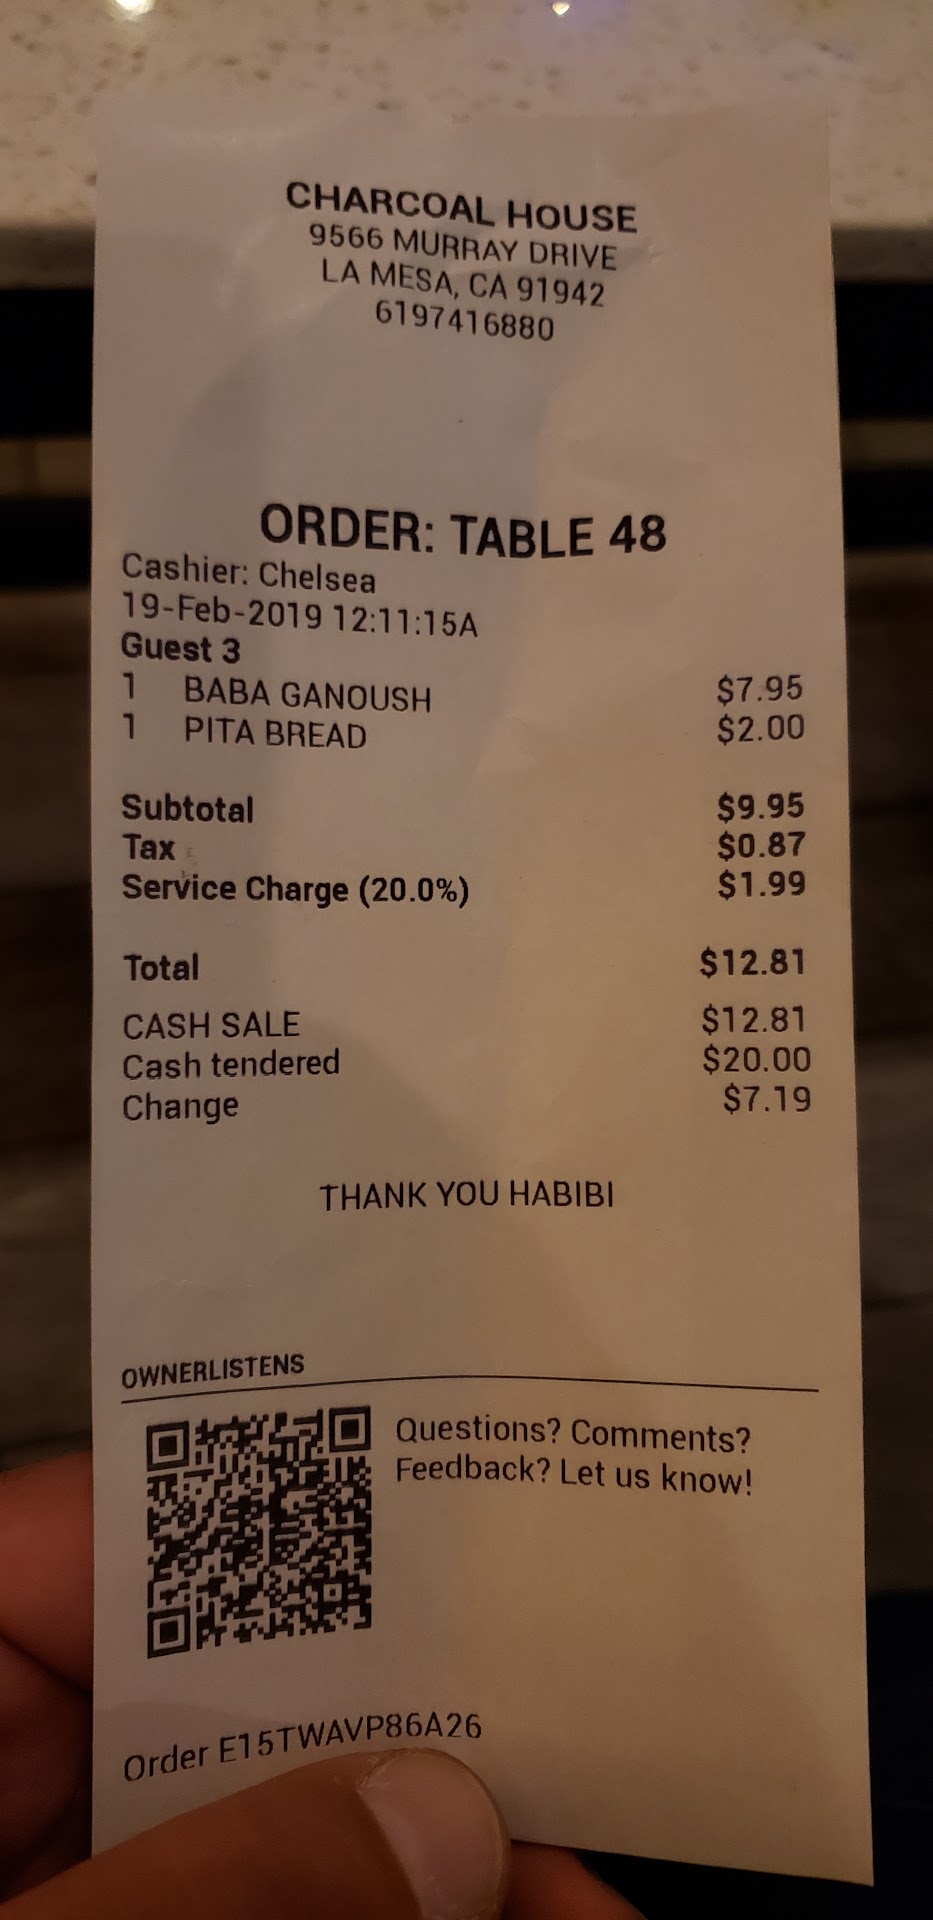 CHARCOAL HOUSE
9566 MURRAY DRIVE
LA MESA, CA 91942
6197416880
ORDER: TABLE 48
Cashier: Chelsea
19-Feb-2019 12:11:15A
Guest 3
1 BABA GANOUSH $7.95
1 PITA BREAD $2.00
Subtotal $9.95
Tax $0.87
Service Charge (20.0%) $1.99
Total $12.81
CASH SALE $12.81
Cash tendered $20.00
Change $7.19
THANK YOU HABIBI
OWNERLISTENS
Questions? Comments?
Feedback? Let us know!
Order E15TWAVP86A26